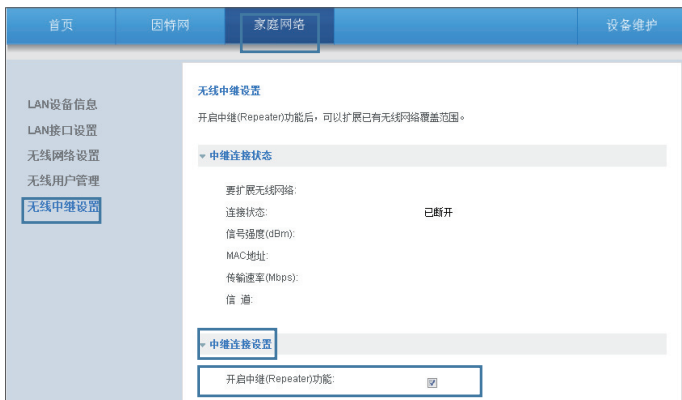 首页 因特网 家庭网络 设备维护
LAN设备信息
LAN接口设置
无线网络设置
无线用户管理
无线中继设置
无线中继设置
开启中继(Repeater)功能后，可以扩展已有无线网络覆盖范围。
中继连接状态
要扩展无线网络:
连接状态: 已断开
信号强度(dBm):
MAC地址:
传输速率(Mbps):
信 道:
中继连接设置
开启中继(Repeater)功能: